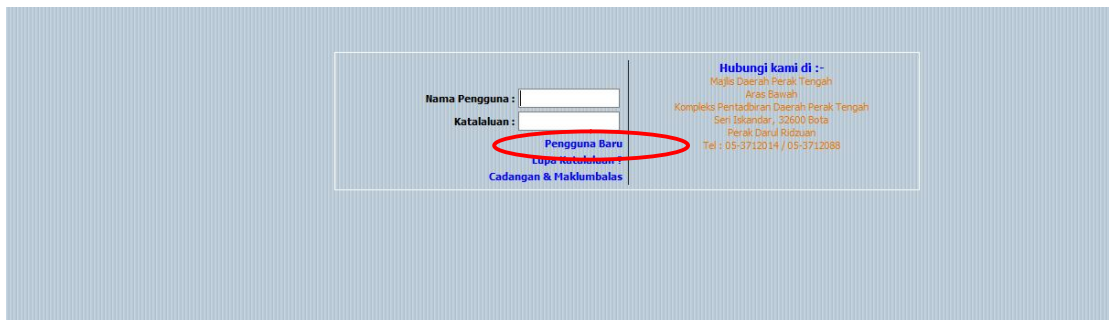 Nama Pengguna :
Katalaluan :
Pengguna Baru
Lupa Katalaluan ?
Cadangan & Maklumbalas
Hubungi kami di :-
Majlis Daerah Perak Tengah
Aras Bawah
Kompleks Pentadbiran Daerah Perak Tengah
Seri Iskandar, 32600 Bota
Perak Darul Ridzuan
Tel : 05-3712014 / 05-3712088